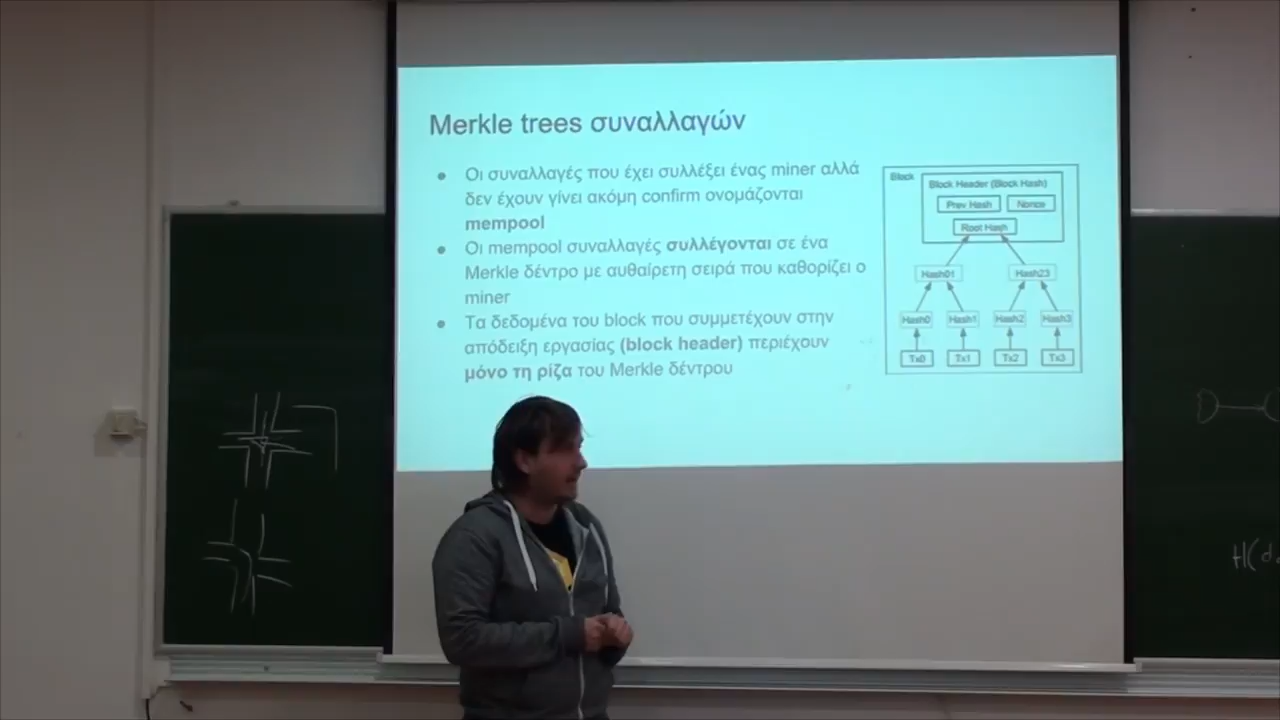 Merkle trees συναλλαγών
● Οι συναλλαγές που έχει συλλέξει ένας miner αλλά
δεν έχουν γίνει ακόμη confirm ονομάζονται
mempool
● Οι mempool συναλλαγές συλλέγονται σε ένα
Merkle δέντρο με αυθαίρετη σειρά που καθορίζει ο
miner
● Τα δεδομένα του block που συμμετέχουν στην
απόδειξη εργασίας (block header) περιέχουν
μόνο τη ρίζα του Merkle δέντρου
Block
Block Header (Block Hash)
Prev Hash Nonce
Root Hash
Hash01 Hash23
Hash0 Hash1 Hash2 Hash3
Tx0 Tx1 Tx2 Tx3
H(d